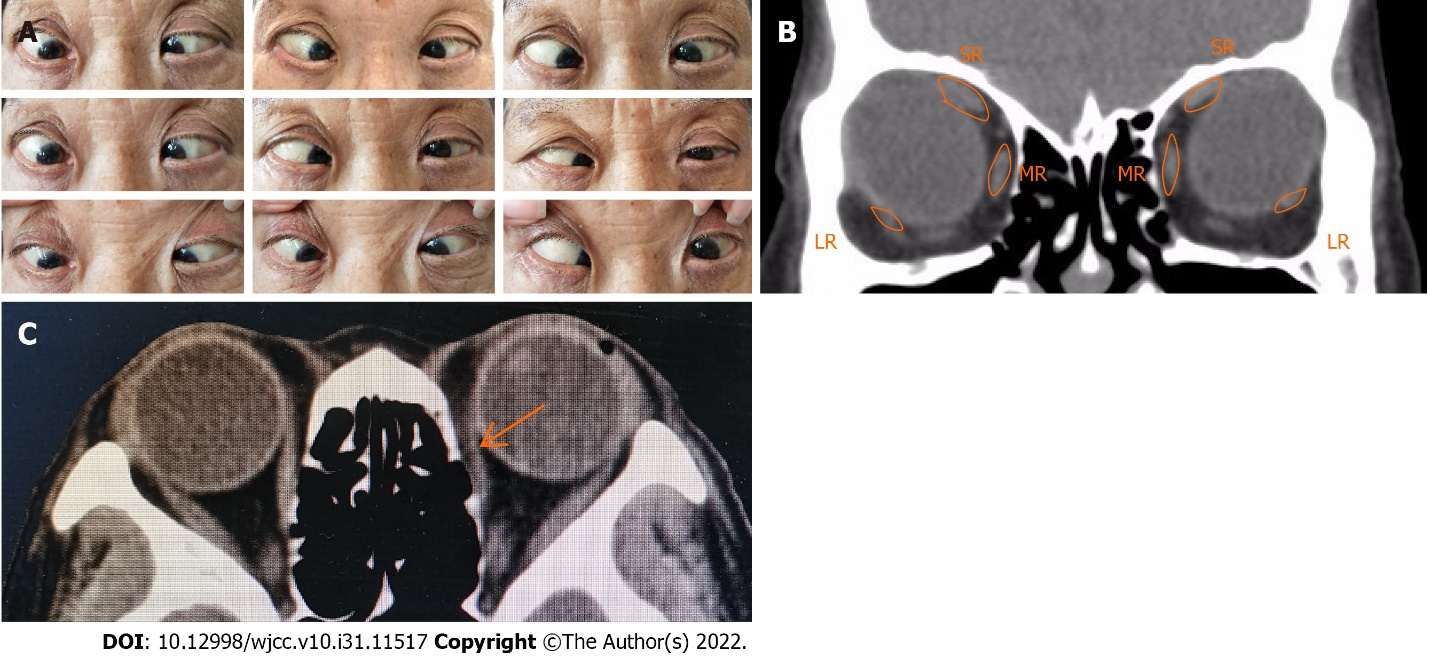 A
B
SR
SR
MR
MR
LR
LR
C
DOI: 10.12998/wjcc.v10.i31.11517 Copyright ©The Author(s) 2022.